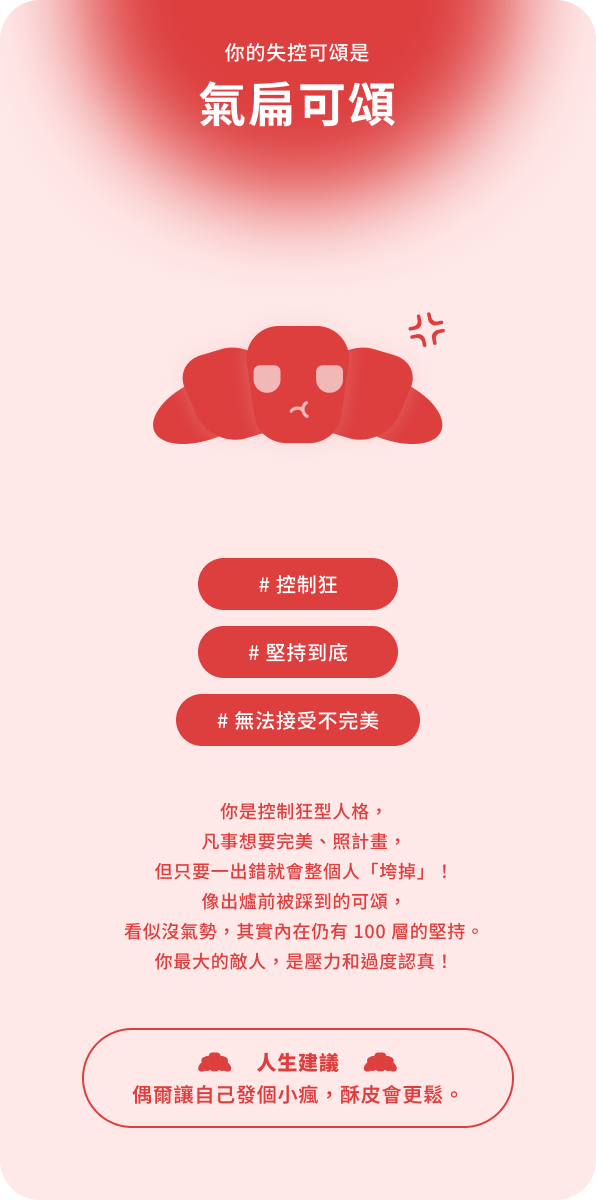 你的失控可頌是
氣扁可頌
# 控制狂
# 堅持到底
# 無法接受不完美
你是控制狂型人格，
凡事想要完美、照計畫，
但只要一出錯就會整個人「垮掉」！
像出爐前被踩到的可頌，
看似沒氣勢，其實內在仍有 100 層的堅持。
你最大的敵人，是壓力和過度認真！
人生建議
偶爾讓自己發個小瘋，酥皮會更鬆。